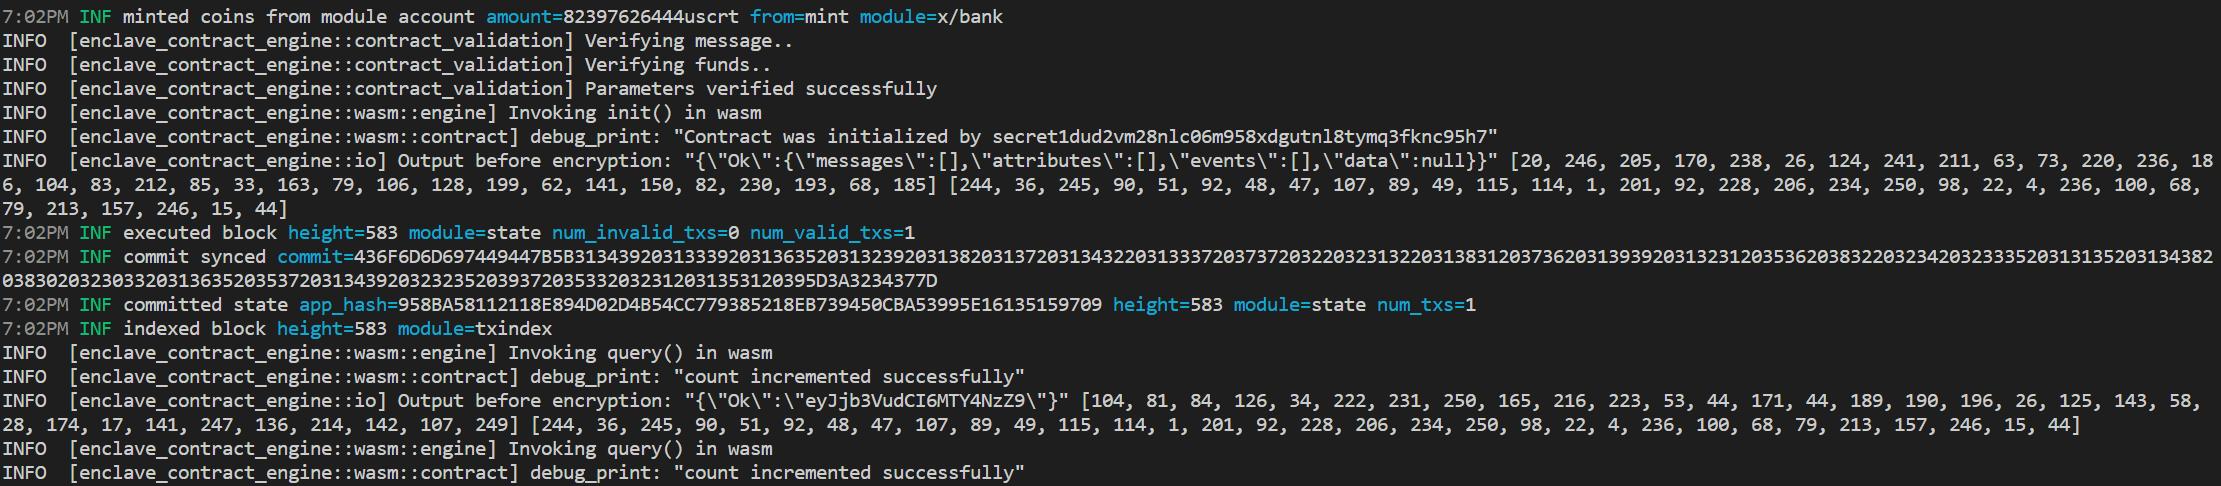 7:02PM INF minted coins from module account amount=82397626444uscrt from=mint module=x/bank
INFO  [enclave_contract_engine::contract_validation] Verifying message..
INFO  [enclave_contract_engine::contract_validation] Verifying funds..
INFO  [enclave_contract_engine::contract_validation] Parameters verified successfully
INFO  [enclave_contract_engine::wasm::engine] Invoking init() in wasm
INFO  [enclave_contract_engine::wasm::contract] debug_print: "Contract was initialized by secret1dud2vm28nlc06m958xdgutnl8tymq3fknc95h7"
INFO  [enclave_contract_engine::io] Output before encryption: "{\"Ok\":{\"messages\":[],\"attributes\":[],\"events\":[],\"data\":null}}" [20, 246, 205, 170, 238, 26, 124, 241, 211, 63, 73, 220, 236, 18
6, 104, 83, 212, 85, 33, 163, 79, 106, 128, 199, 62, 141, 150, 82, 230, 193, 68, 185] [244, 36, 245, 90, 51, 92, 48, 47, 107, 89, 49, 115, 114, 1, 201, 92, 228, 206, 234, 250, 98, 22, 4, 236, 100, 68,
79, 213, 157, 246, 15, 44]
7:02PM INF executed block height=583 module=state num_invalid_txs=0 num_valid_txs=1
7:02PM INF commit synced commit=436F6D6D697449447B5B31343920313339203136352031323920313820313720313432203133372037372032203231322031383120373620313939203132312035362038322032342032333520313135203134382
0383020323033203136352035372031343920323235203937203533203231203135312039 5D3A3234377D
7:02PM INF committed state app_hash=958BA58112118E894D02D4B54CC779385218EB739450CBA53995E16135159709 height=583 module=state num_txs=1
7:02PM INF indexed block height=583 module=txindex
INFO  [enclave_contract_engine::wasm::engine] Invoking query() in wasm
INFO  [enclave_contract_engine::wasm::contract] debug_print: "count incremented successfully"
INFO  [enclave_contract_engine::io] Output before encryption: "{\"Ok\":\"eyJjb3VudCI6MTY4NzZ9\"}" [104, 81, 84, 126, 34, 222, 231, 250, 165, 216, 223, 53, 44, 171, 44, 189, 190, 196, 26, 125, 143, 58,
28, 174, 17, 141, 247, 136, 214, 142, 107, 249] [244, 36, 245, 90, 51, 92, 48, 47, 107, 89, 49, 115, 114, 1, 201, 92, 228, 206, 234, 250, 98, 22, 4, 236, 100, 68, 79, 213, 157, 246, 15, 44]
INFO  [enclave_contract_engine::wasm::engine] Invoking query() in wasm
INFO  [enclave_contract_engine::wasm::contract] debug_print: "count incremented successfully"